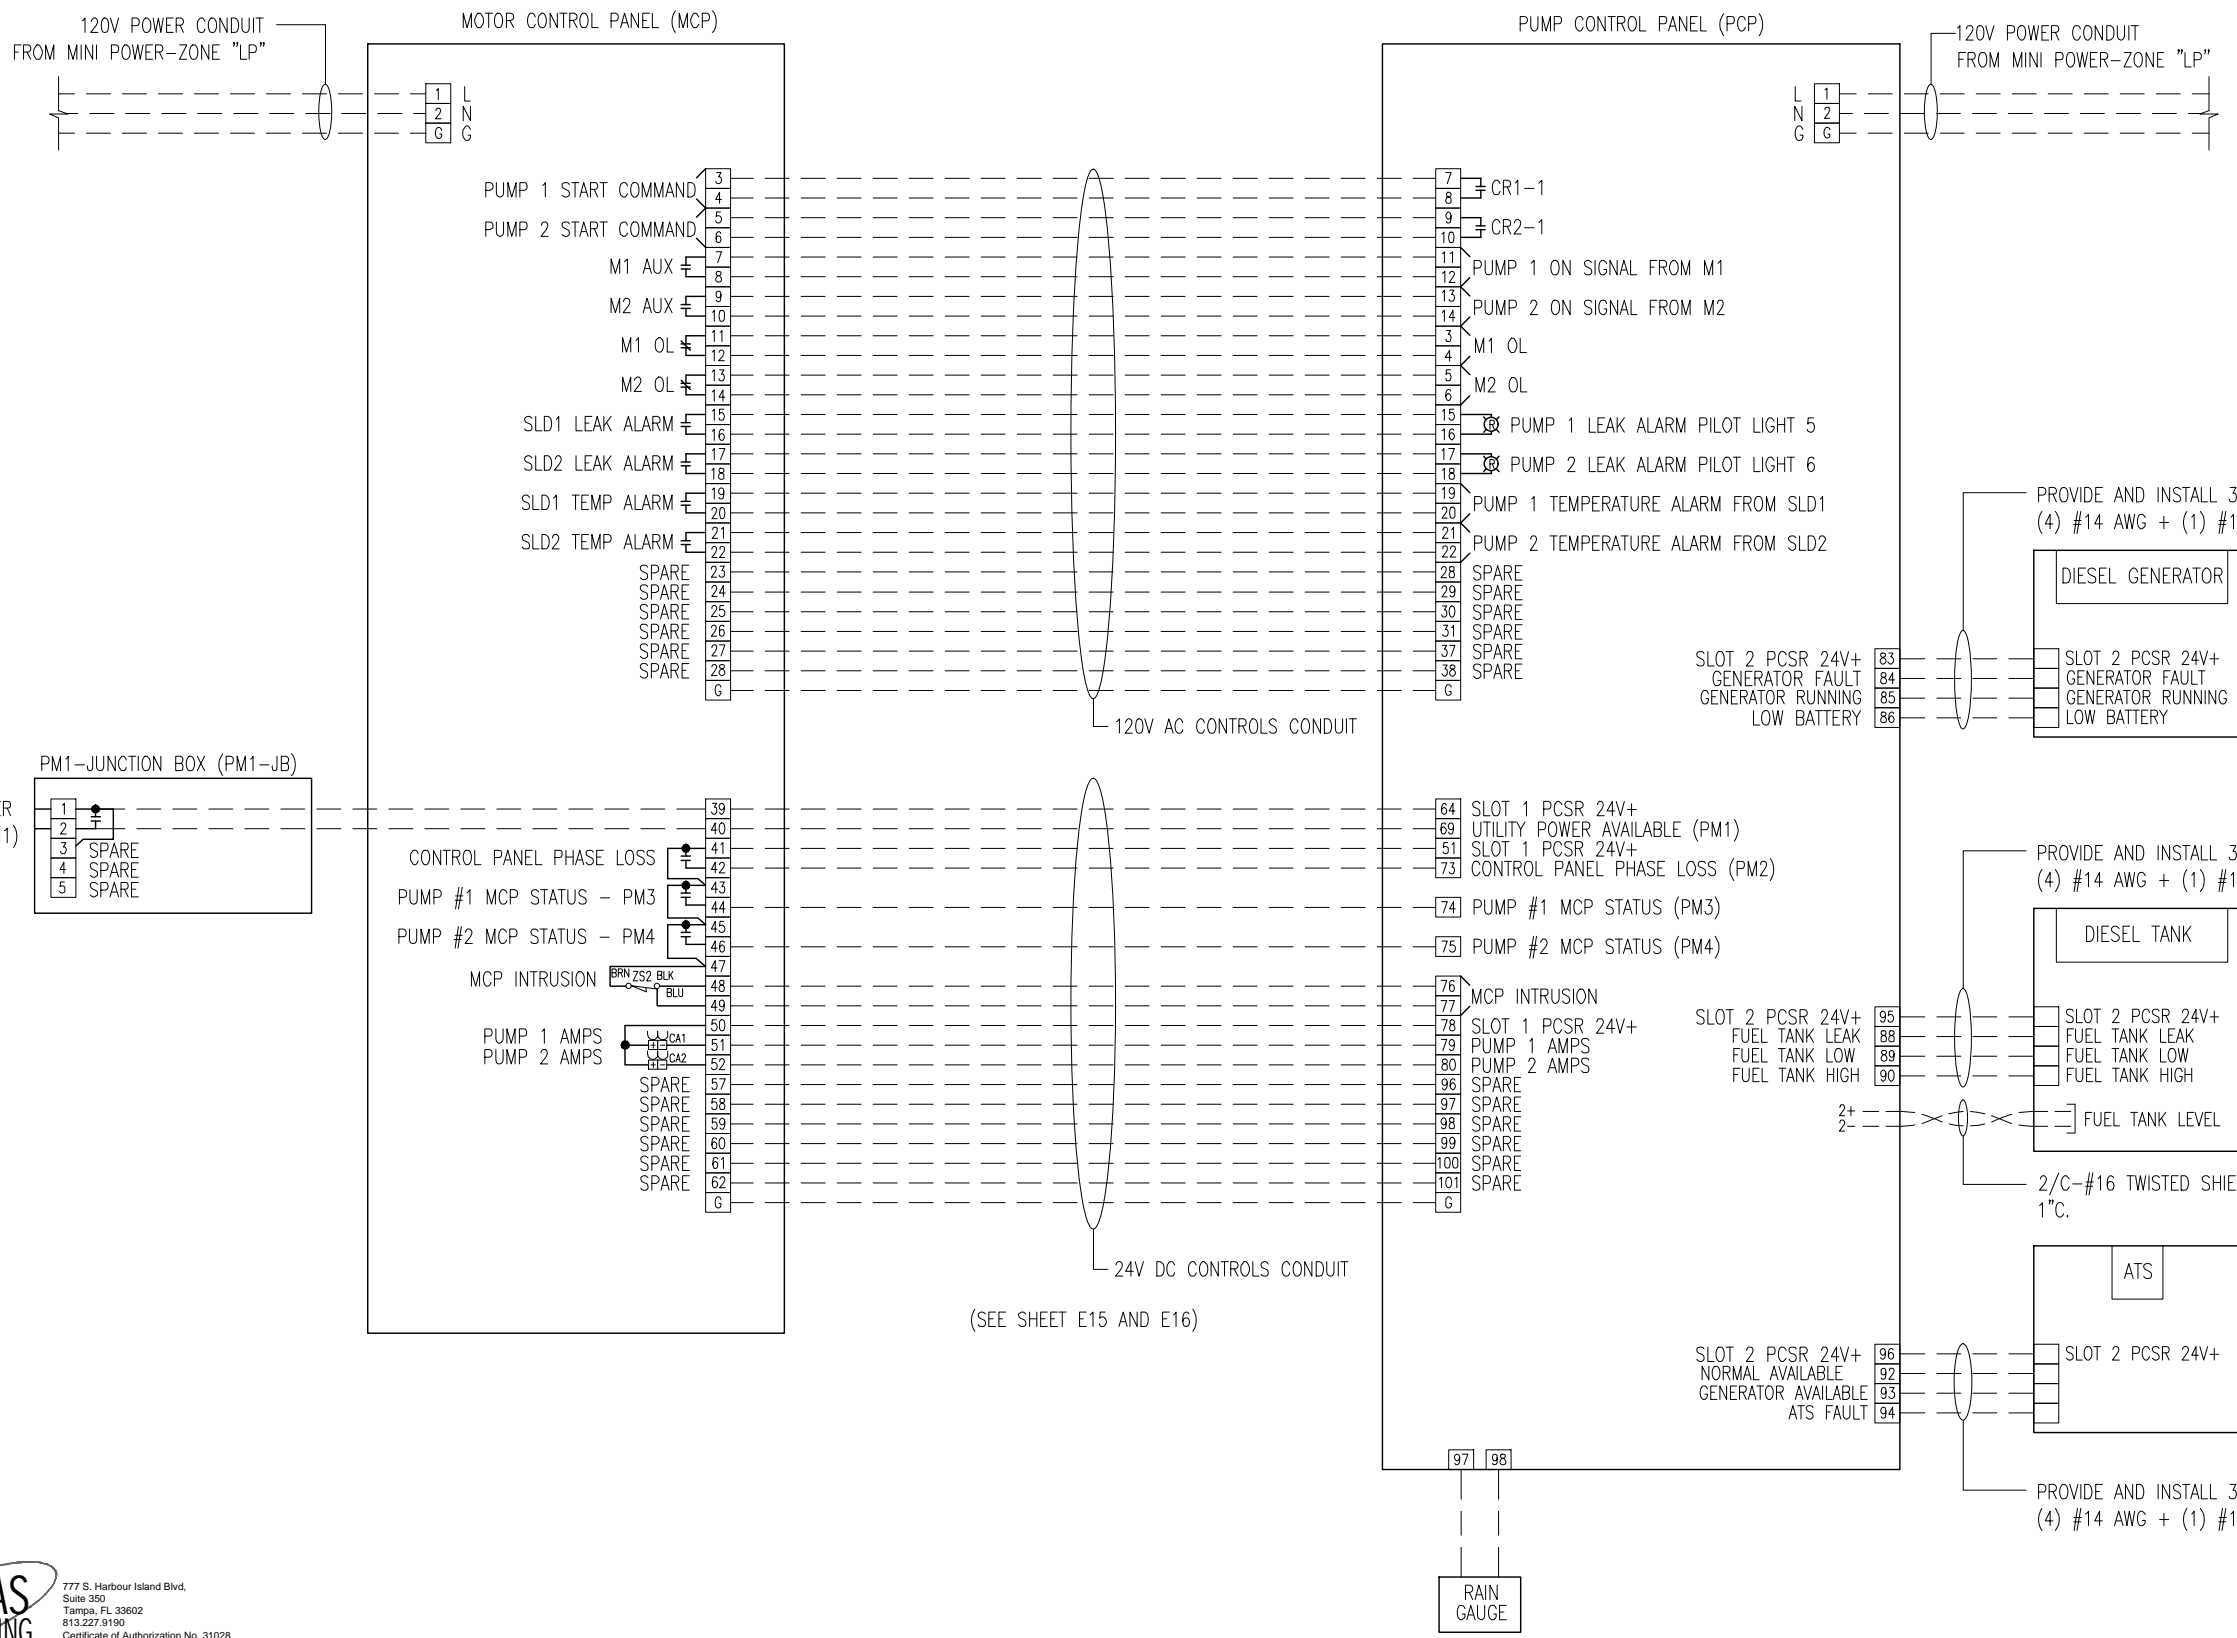 120V POWER CONDUIT
FROM MINI POWER-ZONE "LP"
MOTOR CONTROL PANEL (MCP)
1 L
2 N
G G
PUMP 1 START COMMAND
3
4
PUMP 2 START COMMAND
5
6
M1 AUX
7
8
M2 AUX
9
10
M1 OL
11
12
M2 OL
13
14
SLD1 LEAK ALARM
15
16
SLD2 LEAK ALARM
17
18
SLD1 TEMP ALARM
19
20
SLD2 TEMP ALARM
21
22
SPARE 23
SPARE 24
SPARE 25
SPARE 26
SPARE 27
SPARE 28
G
120V AC CONTROLS CONDUIT
PM1-JUNCTION BOX (PM1-JB)
1
2
3 SPARE
4 SPARE
5 SPARE
39
40
CONTROL PANEL PHASE LOSS
41
42
PUMP #1 MCP STATUS - PM3
43
44
PUMP #2 MCP STATUS - PM4
45
46
47
MCP INTRUSION
BRN ZS2 BLK
BLU
48
49
50
PUMP 1 AMPS
CA1
51
PUMP 2 AMPS
CA2
52
+ -
+ -
SPARE 57
SPARE 58
SPARE 59
SPARE 60
SPARE 61
SPARE 62
G
24V DC CONTROLS CONDUIT
(SEE SHEET E15 AND E16)
PUMP CONTROL PANEL (PCP)
L 1
N 2
G G
120V POWER CONDUIT
FROM MINI POWER-ZONE "LP"
7
8
CR1-1
9
10
CR2-1
11
12
PUMP 1 ON SIGNAL FROM M1
13
14
PUMP 2 ON SIGNAL FROM M2
3
4
M1 OL
5
6
M2 OL
15
16
R PUMP 1 LEAK ALARM PILOT LIGHT 5
17
18
R PUMP 2 LEAK ALARM PILOT LIGHT 6
19
20
PUMP 1 TEMPERATURE ALARM FROM SLD1
21
22
PUMP 2 TEMPERATURE ALARM FROM SLD2
28 SPARE
29 SPARE
30 SPARE
31 SPARE
37 SPARE
38 SPARE
G
64 SLOT 1 PCSR 24V+
69 UTILITY POWER AVAILABLE (PM1)
51 SLOT 1 PCSR 24V+
73 CONTROL PANEL PHASE LOSS (PM2)
74 PUMP #1 MCP STATUS (PM3)
75 PUMP #2 MCP STATUS (PM4)
76
77
MCP INTRUSION
78 SLOT 1 PCSR 24V+
79 PUMP 1 AMPS
80 PUMP 2 AMPS
96 SPARE
97 SPARE
98 SPARE
99 SPARE
100 SPARE
101 SPARE
G
SLOT 2 PCSR 24V+ 83
GENERATOR FAULT 84
GENERATOR RUNNING 85
LOW BATTERY 86
SLOT 2 PCSR 24V+ 95
FUEL TANK LEAK 88
FUEL TANK LOW 89
FUEL TANK HIGH 90
2+
2-
SLOT 2 PCSR 24V+ 96
NORMAL AVAILABLE 92
GENERATOR AVAILABLE 93
ATS FAULT 94
97 98
RAIN
GAUGE
PROVIDE AND INSTALL 3
(4) #14 AWG + (1) #1
DIESEL GENERATOR
SLOT 2 PCSR 24V+
GENERATOR FAULT
GENERATOR RUNNING
LOW BATTERY
PROVIDE AND INSTALL 3
(4) #14 AWG + (1) #1
DIESEL TANK
SLOT 2 PCSR 24V+
FUEL TANK LEAK
FUEL TANK LOW
FUEL TANK HIGH
FUEL TANK LEVEL
2/C-#16 TWISTED SHIE
1"C.
ATS
SLOT 2 PCSR 24V+
PROVIDE AND INSTALL 3
(4) #14 AWG + (1) #1
777 S. Harbour Island Blvd,
Suite 350
Tampa, FL 33602
813.227.9190
Certificate of Authorization No. 31028